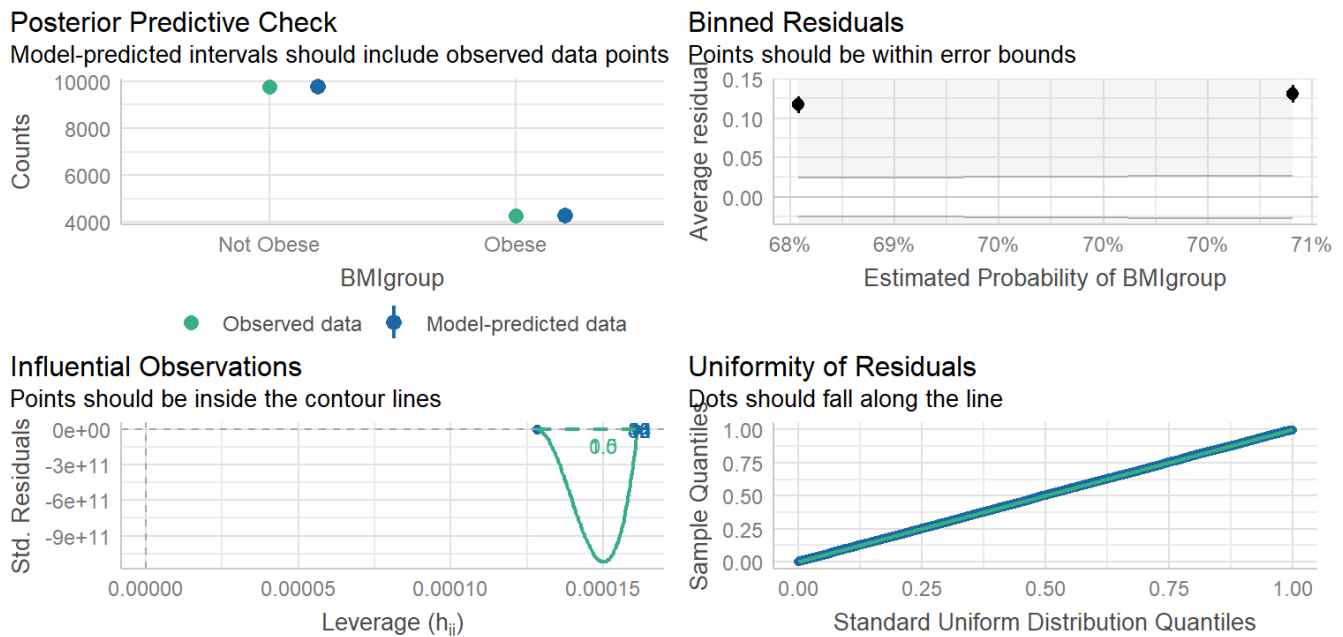 Posterior Predictive Check
Model-predicted intervals should include observed data points
10000
8000
6000
4000
Counts
Not Obese
Obese
BMIgroup
Observed data
Model-predicted data
Binned Residuals
Points should be within error bounds
0.15
0.10
0.05
0.00
Average residual
68%
69%
70%
70%
70%
71%
Estimated Probability of BMIgroup
Influential Observations
Points should be inside the contour lines
0e+00
-3e+11
-6e+11
-9e+11
Std. Residuals
0.00000
0.00005
0.00010
0.00015
Leverage (hii)
Uniformity of Residuals
Dots should fall along the line
1.00
0.75
0.50
0.25
0.00
Sample Quantiles
0.00
0.25
0.50
0.75
1.00
Standard Uniform Distribution Quantiles